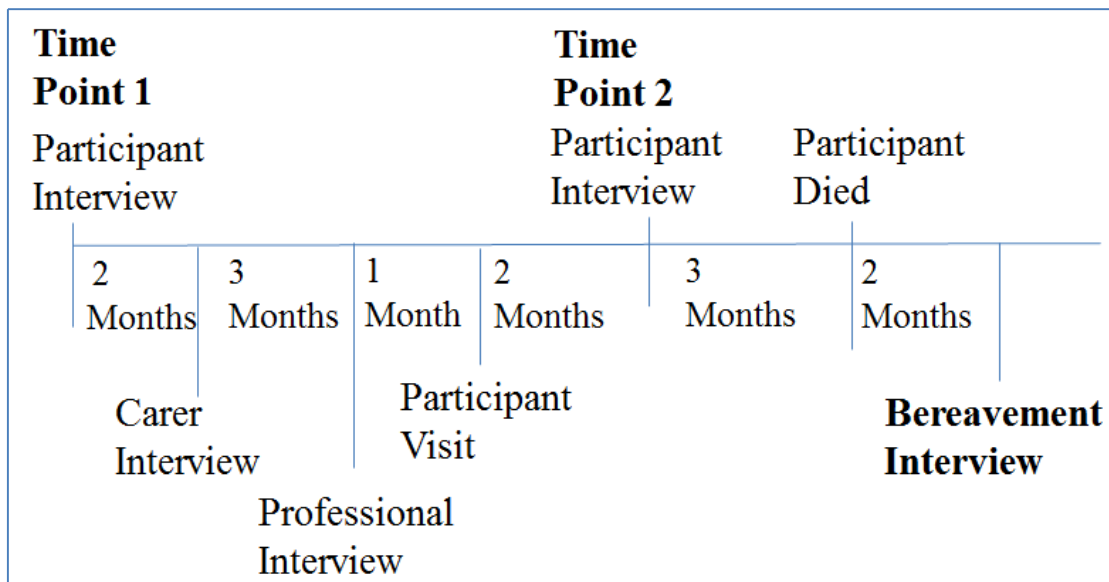 Time
Point 1
Participant
Interview
Time
Point 2
Participant
Interview
Participant
Died
2
Months
3
Months
1
Month
2
Months
3
Months
2
Months
Carer
Interview
Professional
Interview
Participant
Visit
Bereavement
Interview